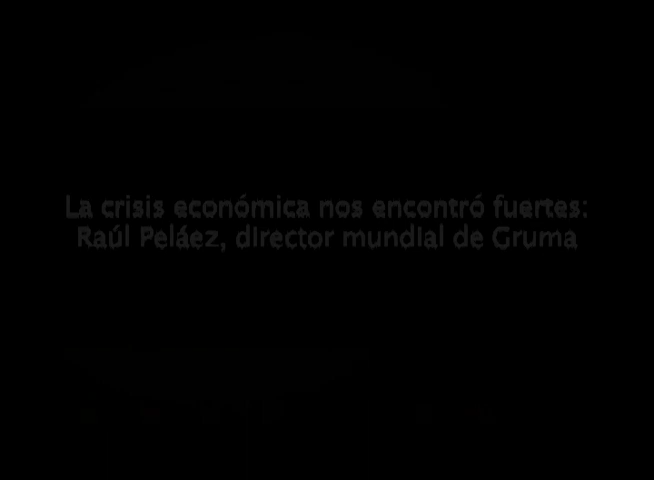 La crisis económica nos encontró fuertes:
Raúl Peláez, director mundial de Gruma